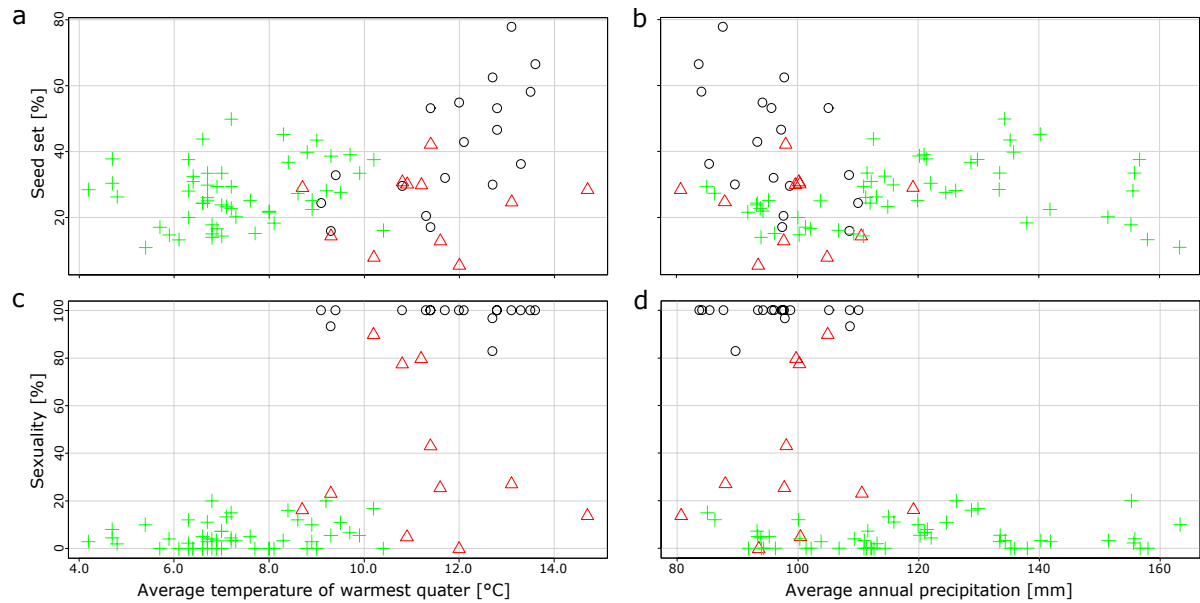 a
b
Seed set [%]
80
60
40
20
c
d
Sexuality [%]
100
80
60
40
20
0
4.0 6.0 8.0 10.0 12.0 14.0
80 100 120 140 160
Average temperature of warmest quater [°C]
Average annual precipitation [mm]